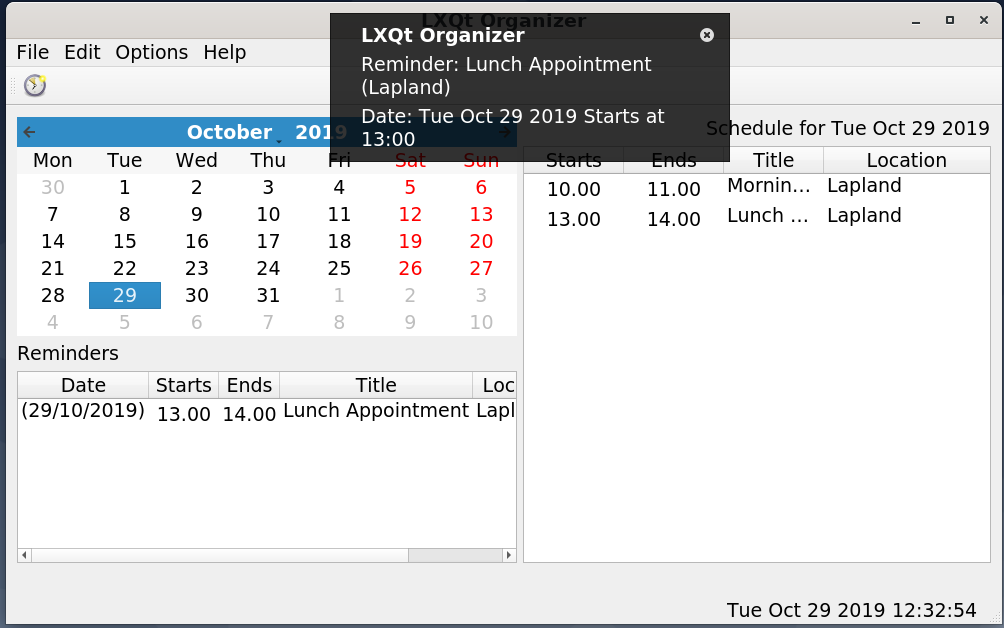 LXQt Organizer
LXQt Organizer
Reminder: Lunch Appointment
(Lapland)
Date: Tue Oct 29 2019 Starts at
13:00
File Edit Options Help
October 2019
Mon Tue Wed Thu Fri Sat Sun
30 1 2 3 4 5 6
7 8 9 10 11 12 13
14 15 16 17 18 19 20
21 22 23 24 25 26 27
28 29 30 31 1 2 3
4 5 6 7 8 9 10
Reminders
Date Starts Ends Title Loc
(29/10/2019) 13.00 14.00 Lunch Appointment Lapl
Schedule for Tue Oct 29 2019
Starts Ends Title Location
10.00 11.00 Mornin... Lapland
13.00 14.00 Lunch ... Lapland
Tue Oct 29 2019 12:32:54